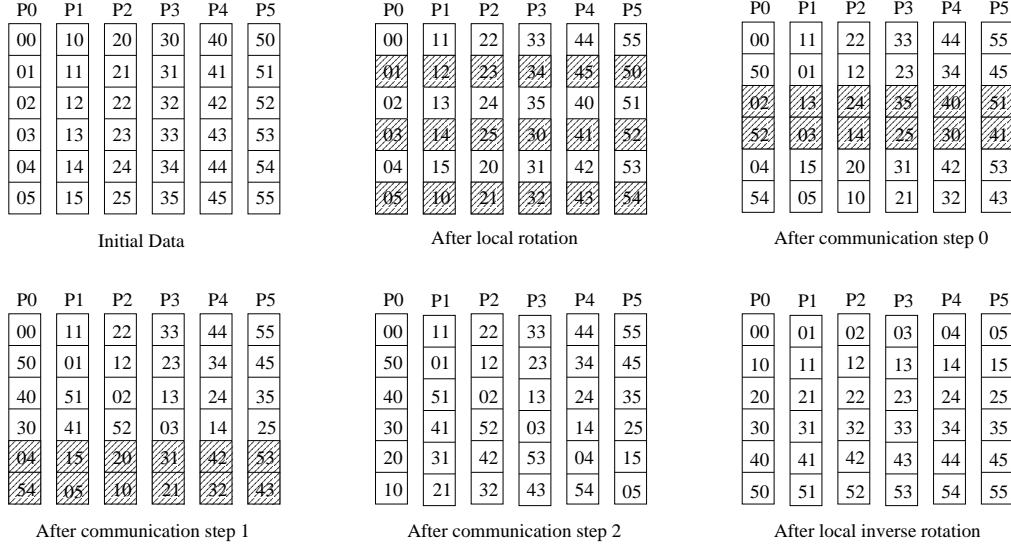 P0 P1 P2 P3 P4 P5
00 10 20 30 40 50
01 11 21 31 41 51
02 12 22 32 42 52
03 13 23 33 43 53
04 14 24 34 44 54
05 15 25 35 45 55
Initial Data
P0 P1 P2 P3 P4 P5
00 11 22 33 44 55
01 12 23 34 45 50
02 13 24 35 40 51
03 14 25 30 41 52
04 15 20 31 42 53
05 10 21 32 43 54
After local rotation
P0 P1 P2 P3 P4 P5
00 11 22 33 44 55
50 01 12 23 34 45
02 13 24 35 40 51
52 03 14 25 30 41
04 15 20 31 42 53
54 05 10 21 32 43
After communication step 0
P0 P1 P2 P3 P4 P5
00 11 22 33 44 55
50 01 12 23 34 45
40 51 02 13 24 35
30 41 52 03 14 25
04 15 20 31 42 53
54 05 10 21 32 43
After communication step 1
P0 P1 P2 P3 P4 P5
00 11 22 33 44 55
50 01 12 23 34 45
40 51 02 13 24 35
30 41 52 03 14 25
20 31 42 53 04 15
10 21 32 43 54 05
After communication step 2
P0 P1 P2 P3 P4 P5
00 01 02 03 04 05
10 11 12 13 14 15
20 21 22 23 24 25
30 31 32 33 34 35
40 41 42 43 44 45
50 51 52 53 54 55
After local inverse rotation